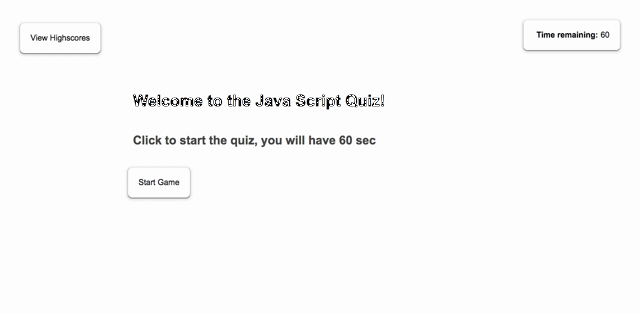 View Highscores
Time remaining: 60
Welcome to the Java Script Quiz!
Click to start the quiz, you will have 60 sec
Start Game